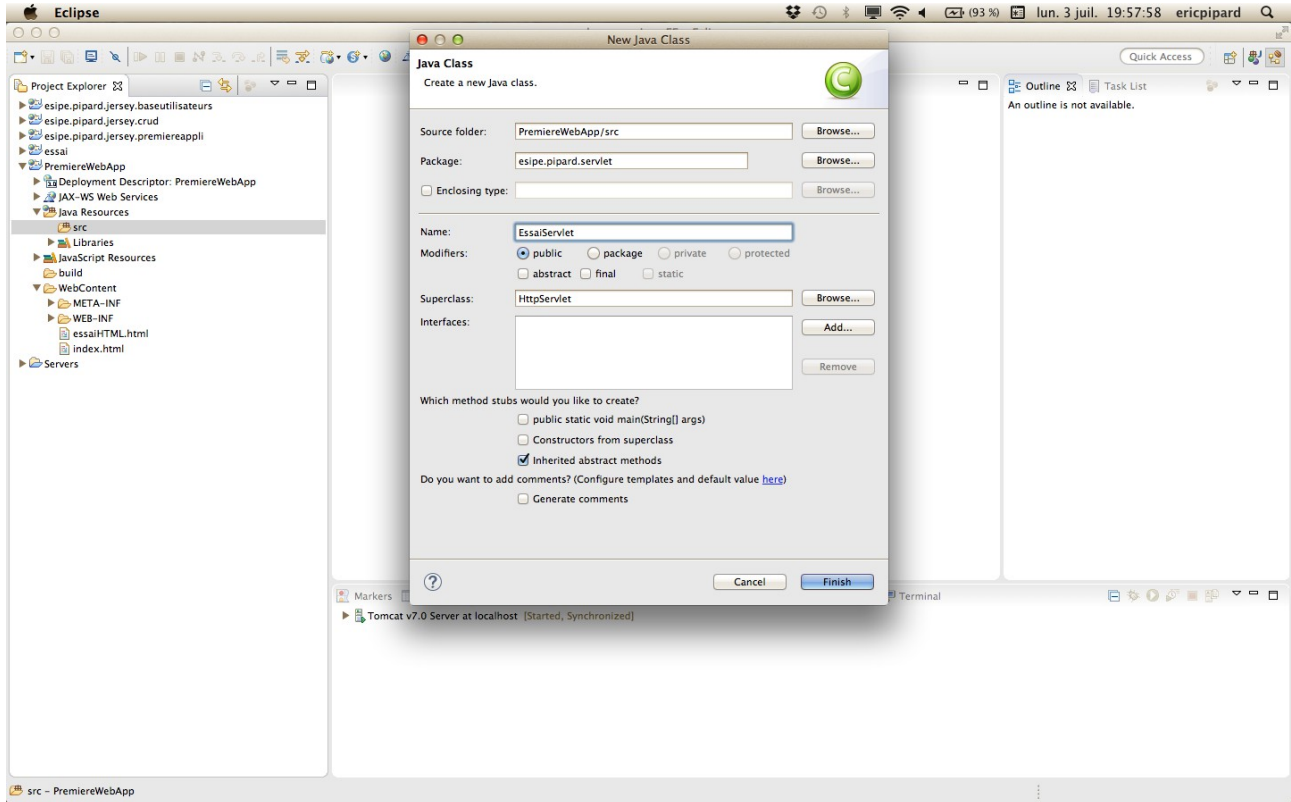 Eclipse (93 %) lun. 3 juil. 19:57:58 ericpipard
New Java Class
Quick Access
Java Class
Create a new Java class.
Project Explorer
Outline Task List
An outline is not available.
esipe.pipard.jersey.baseutilisateurs
esipe.pipard.jersey.crud
esipe.pipard.jersey.premiereappli
essai
PremiereWebApp
Deployment Descriptor: PremiereWebApp
JAX-WS Web Services
Java Resources
src
Libraries
JavaScript Resources
build
WebContent
META-INF
WEB-INF
essaiHTML.html
index.html
Servers
Source folder: PremiereWebApp/src Browse...
Package: esipe.pipard.servlet Browse...
Enclosing type: Browse...
Name: EssaiServlet
Modifiers: public package private protected
abstract final static
Superclass: HttpServlet Browse...
Interfaces: Add...
Remove
Which method stubs would you like to create?
public static void main(String[] args)
Constructors from superclass
Inherited abstract methods
Do you want to add comments? (Configure templates and default value here)
Generate comments
? Cancel Finish
Markers Terminal
Tomcat v7.0 Server at localhost [Started, Synchronized]
src - PremiereWebApp